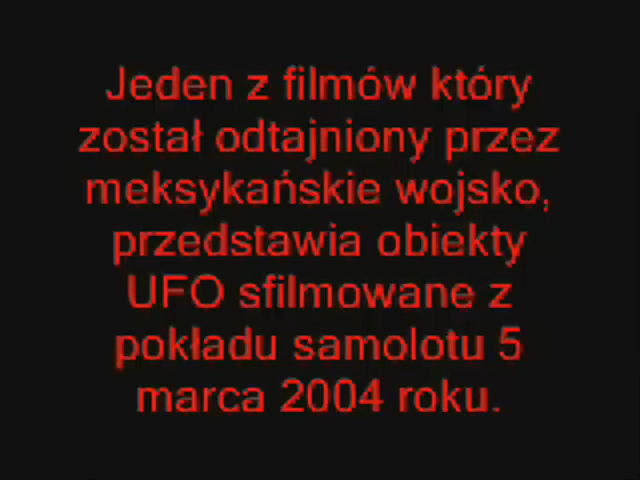 Jeden z filmów który
został odtajniony przez
meksykańskie wojsko,
przedstawia obiekty
UFO sfilmowane z
pokładu samolotu 5
marca 2004 roku.